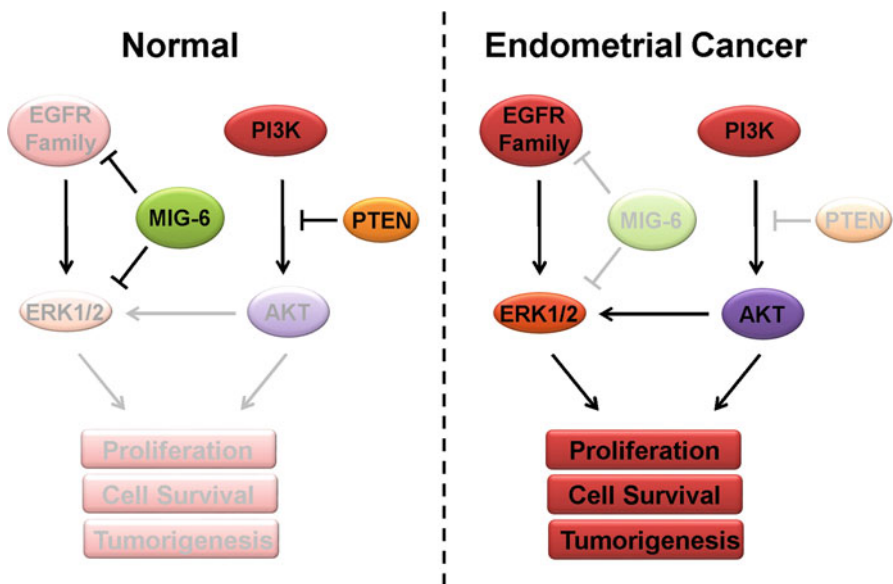 Normal
EGFR
Family
PI3K
MIG-6
PTEN
ERK1/2
AKT
Proliferation
Cell Survival
Tumorigenesis
Endometrial Cancer
EGFR
Family
PI3K
MIG-6
PTEN
ERK1/2
AKT
Proliferation
Cell Survival
Tumorigenesis